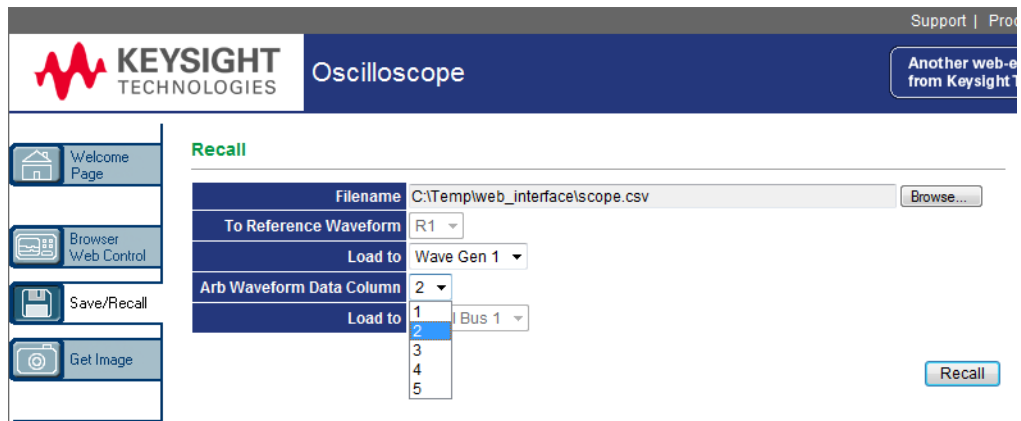 Support | Prod
KEYSIGHT
TECHNOLOGIES
Oscilloscope
Another web-e
from Keysight T
Welcome
Page
Browser
Web Control
Save/Recall
Get Image
Recall
Filename C:\Temp\web_interface\scope.csv Browse...
To Reference Waveform R1
Load to Wave Gen 1
Arb Waveform Data Column 2
Load to l Bus 1
1
2
3
4
5
Recall